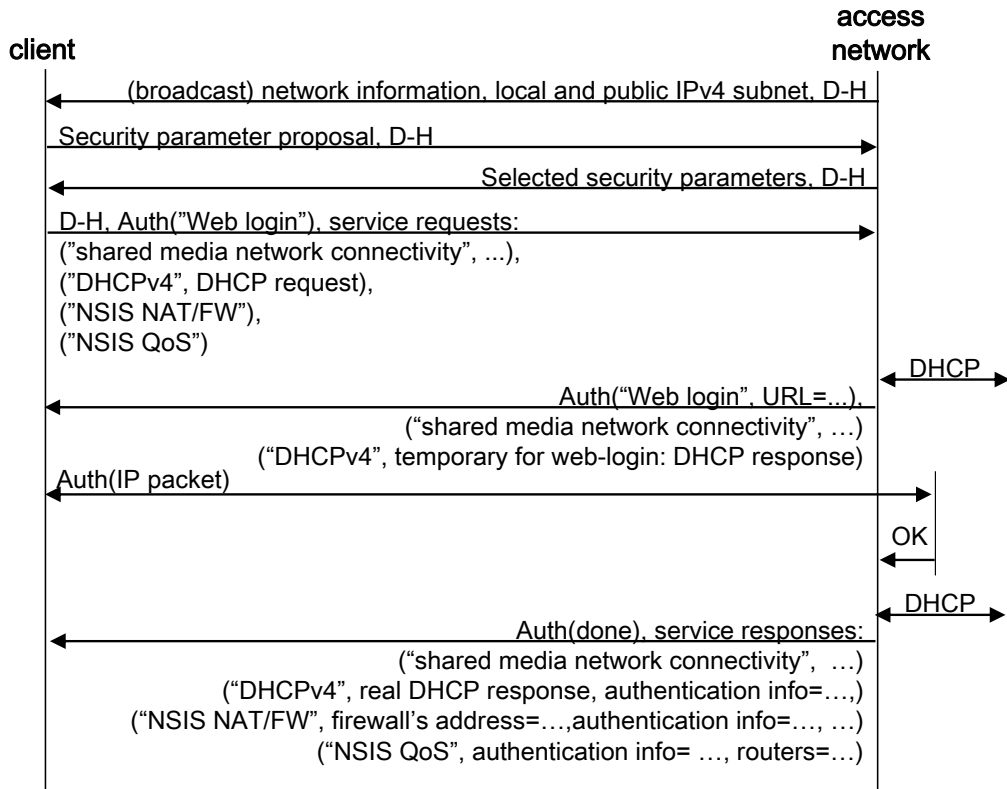 access
client
network
(broadcast) network information, local and public IPv4 subnet, D-H
Security parameter proposal, D-H
Selected security parameters, D-H
D-H, Auth(”Web login”), service requests:
(”shared media network connectivity”, ...),
(”DHCPv4”, DHCP request),
(”NSIS NAT/FW”),
(”NSIS QoS”)
DHCP
Auth(“Web login”, URL=...),
(“shared media network connectivity”, …)
(“DHCPv4”, temporary for web-login: DHCP response)
Auth(IP packet)
OK
DHCP
Auth(done), service responses:
(“shared media network connectivity”, …)
(“DHCPv4”, real DHCP response, authentication info=…,)
(“NSIS NAT/FW”, firewall’s address=…,authentication info=…, …)
(“NSIS QoS”, authentication info= …, routers=…)